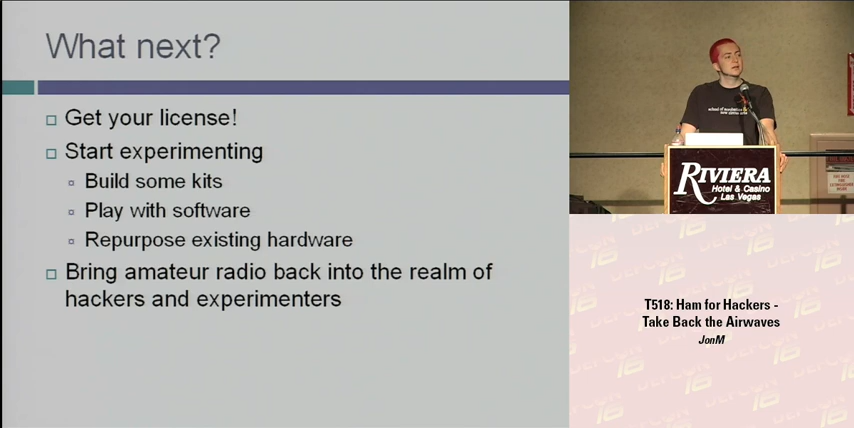 What next?
Get your license!
Start experimenting
Build some kits
Play with software
Repurpose existing hardware
Bring amateur radio back into the realm of
hackers and experimenters
RIVIERA
Hotel & Casino
Las Vegas
DEFCON 16
T518: Ham for Hackers -
Take Back the Airwaves
JonM